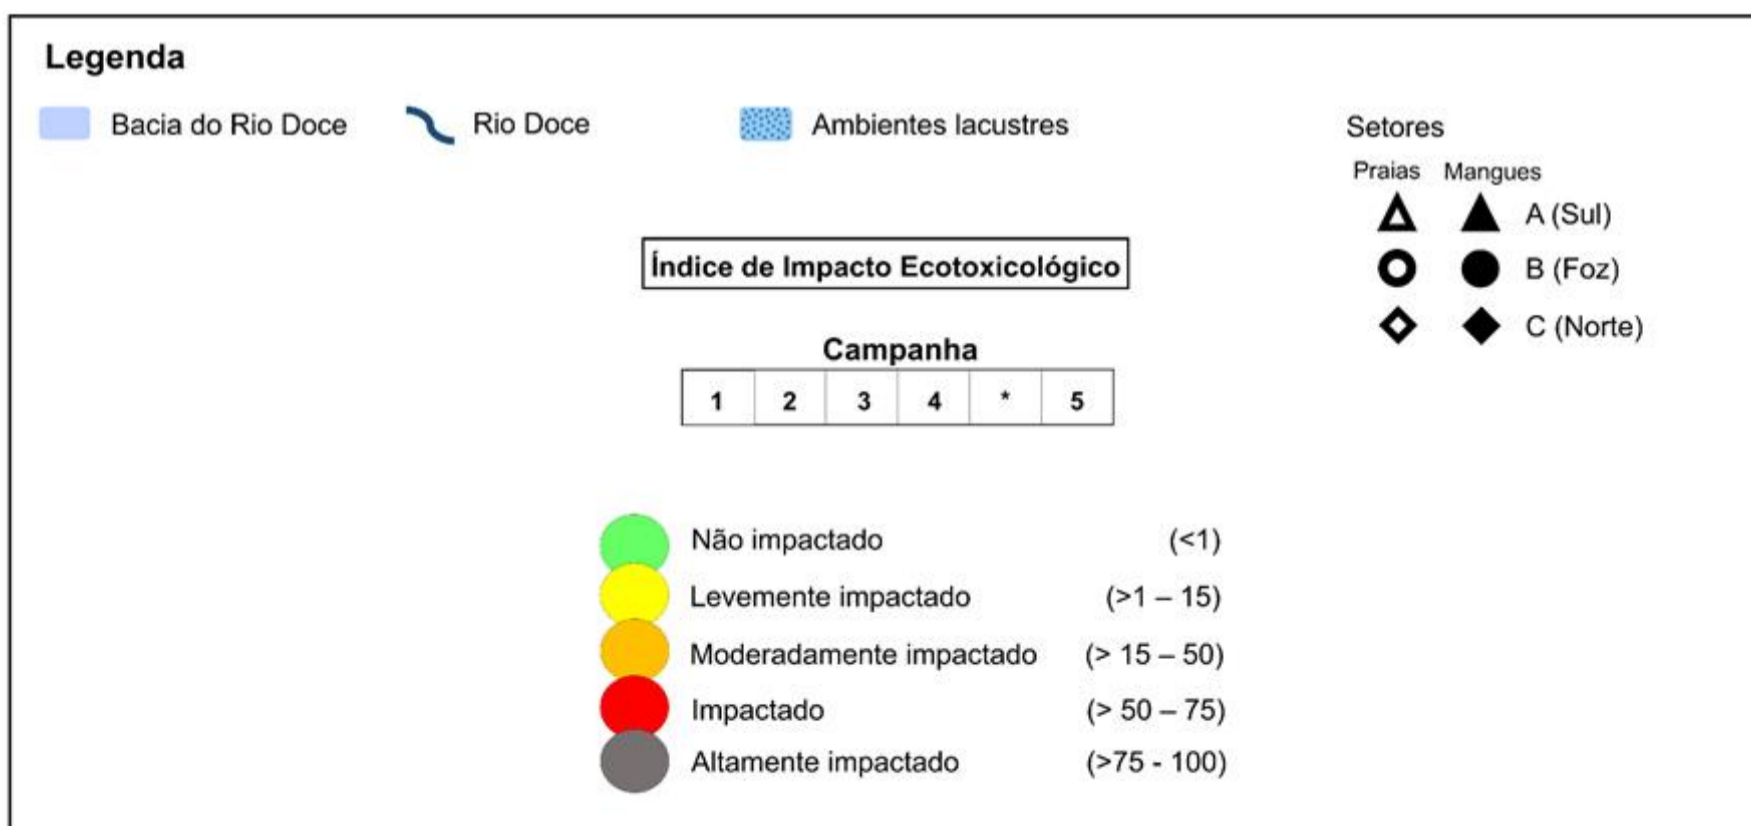 Legenda
Bacia do Rio Doce Rio Doce Ambientes lacustres
Setores
Praias Mangues
A (Sul)
B (Foz)
C (Norte)
Índice de Impacto Ecotoxicológico
Campanha
1 2 3 4 * 5
Não impactado (<1)
Levemente impactado (>1 – 15)
Moderadamente impactado (> 15 – 50)
Impactado (> 50 – 75)
Altamente impactado (>75 - 100)